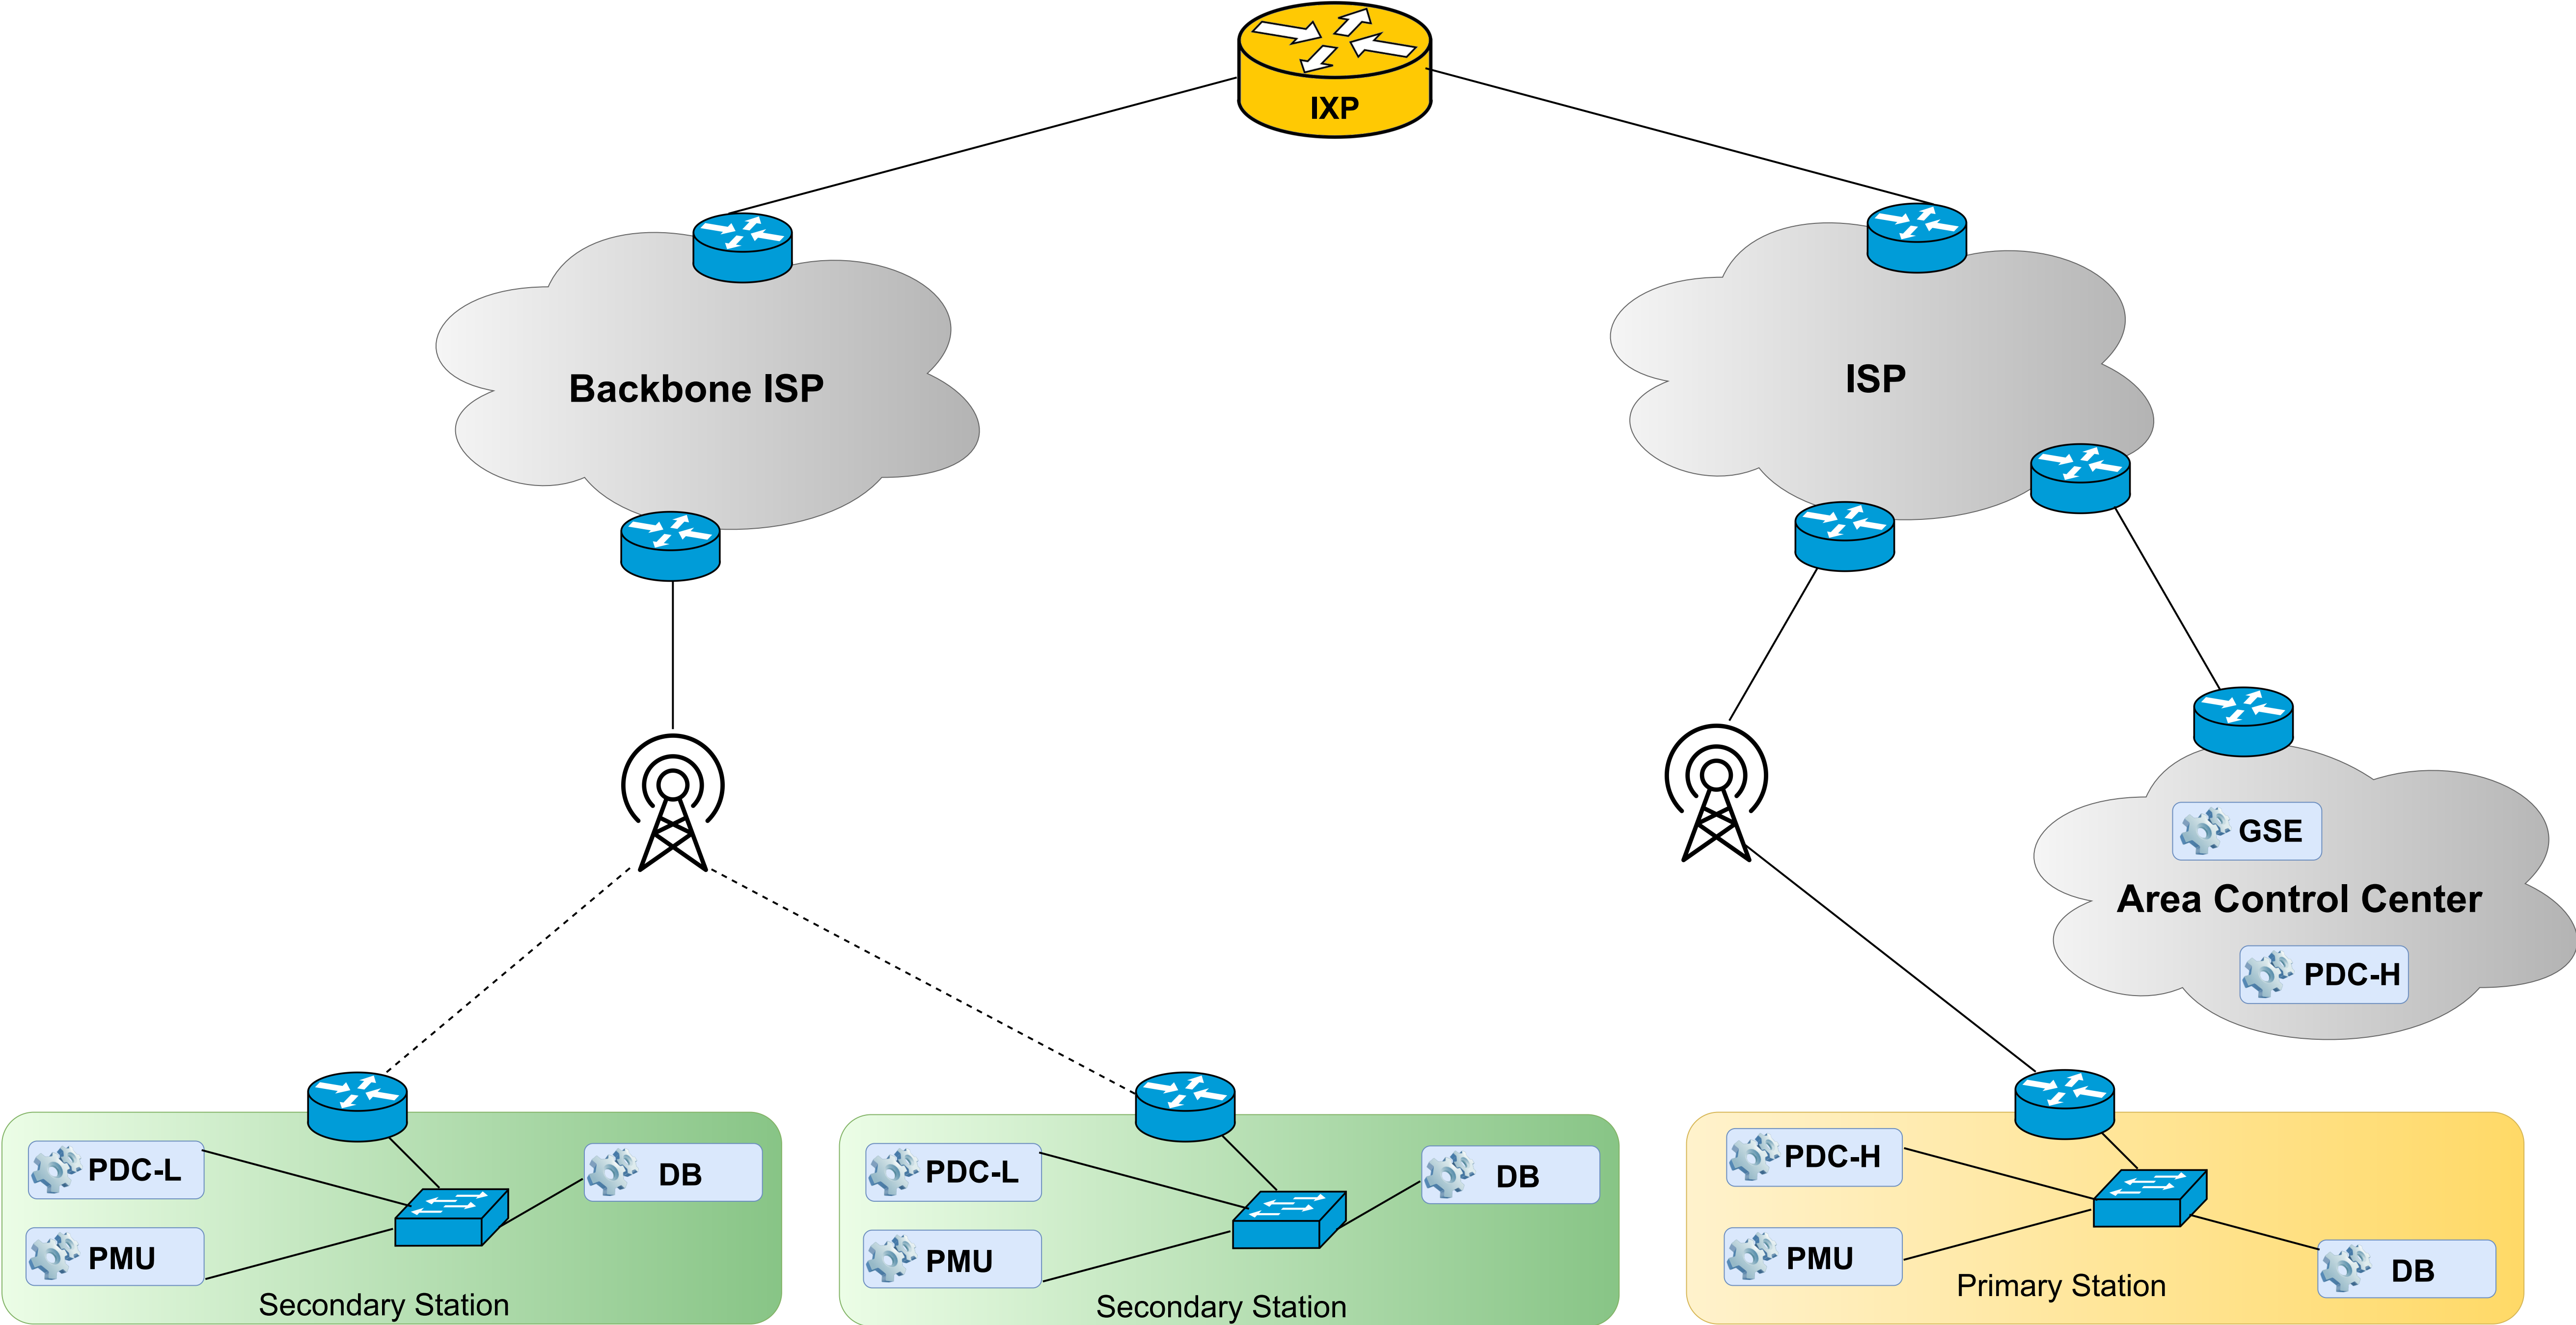 IXP
Backbone ISP
ISP
GSE
Area Control Center
PDC-H
PDC-L
DB
PMU
Secondary Station
PDC-L
DB
PMU
Secondary Station
PDC-H
PMU
DB
Primary Station